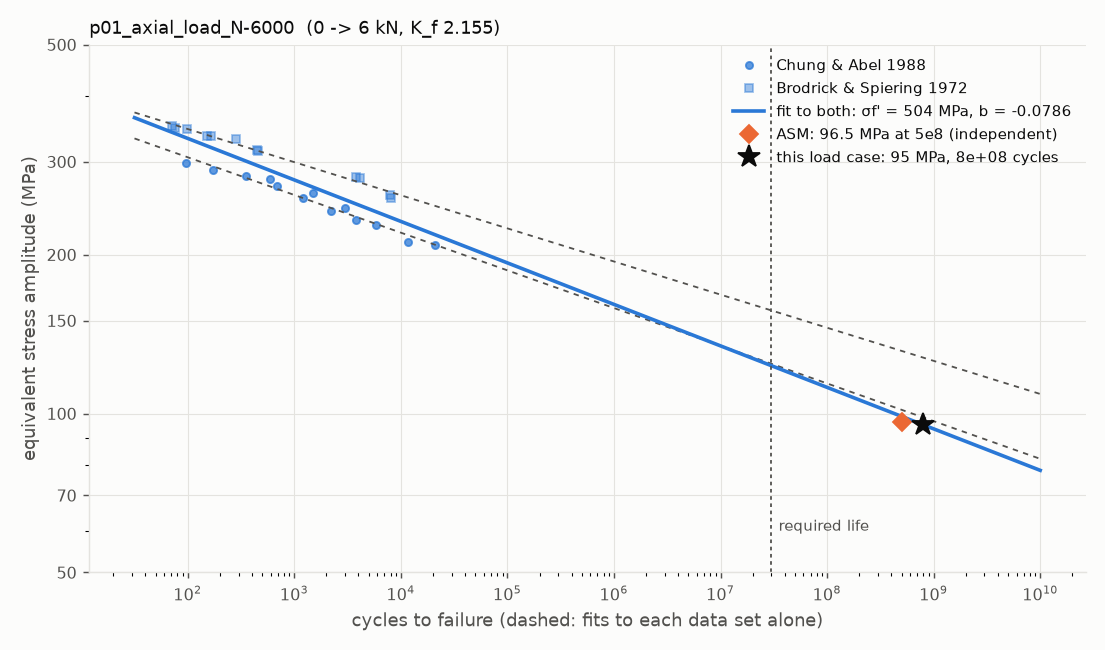 p01_axial_load_N-6000 (0 -> 6 kN, K_f 2.155)
Chung & Abel 1988
Brodrick & Spiering 1972
fit to both: σf' = 504 MPa, b = -0.0786
ASM: 96.5 MPa at 5e8 (independent)
this load case: 95 MPa, 8e+08 cycles
equivalent stress amplitude (MPa)
500
300
200
150
100
70
50
required life
10²
10³
10⁴
10⁵
10⁶
10⁷
10⁸
10⁹
10¹⁰
cycles to failure (dashed: fits to each data set alone)